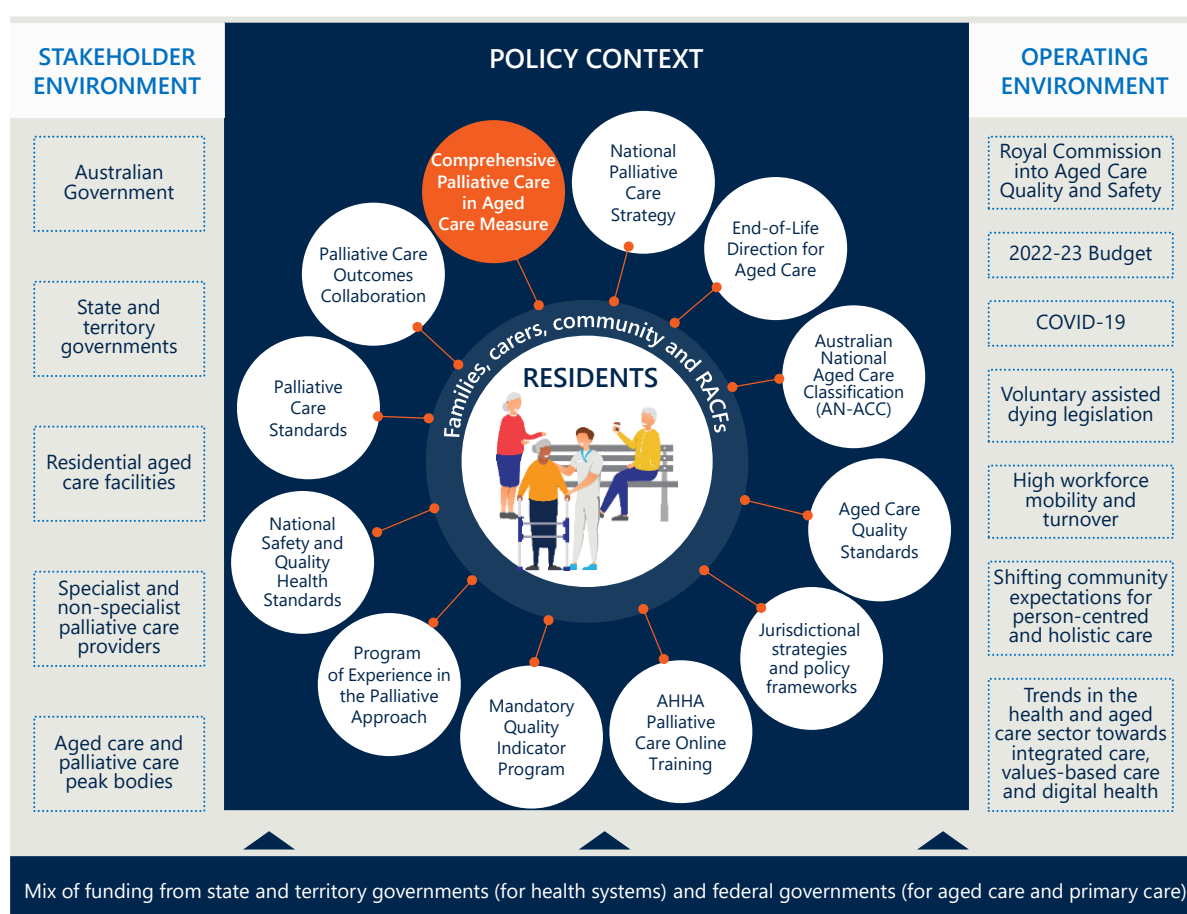 STAKEHOLDER
ENVIRONMENT
Australian
Government
State and
territory
governments
Residential aged
care facilities
Specialist and
non-specialist
palliative care
providers
Aged care and
palliative care
peak bodies
POLICY CONTEXT
Comprehensive
Palliative Care
in Aged
Care Measure
National
Palliative
Care
Strategy
End-of-Life
Direction for
Aged Care
Australian
National
Aged Care
Classification
(AN-ACC)
Aged Care
Quality
Standards
Jurisdictional
strategies
and policy
frameworks
AHHA
Palliative
Care Online
Training
Mandatory
Quality
Indicator
Program
Program
of Experience in
the Palliative
Approach
National
Safety and
Quality
Health
Standards
Palliative
Care
Standards
Palliative Care
Outcomes
Collaboration
Families, carers, community and RACFs
RESIDENTS
OPERATING
ENVIRONMENT
Royal Commission
into Aged Care
Quality and Safety
2022-23 Budget
COVID-19
Voluntary assisted
dying legislation
High workforce
mobility and
turnover
Shifting community
expectations for
person-centred
and holistic care
Trends in the
health and aged
care sector towards
integrated care,
values-based care
and digital health
Mix of funding from state and territory governments (for health systems) and federal governments (for aged care and primary care)